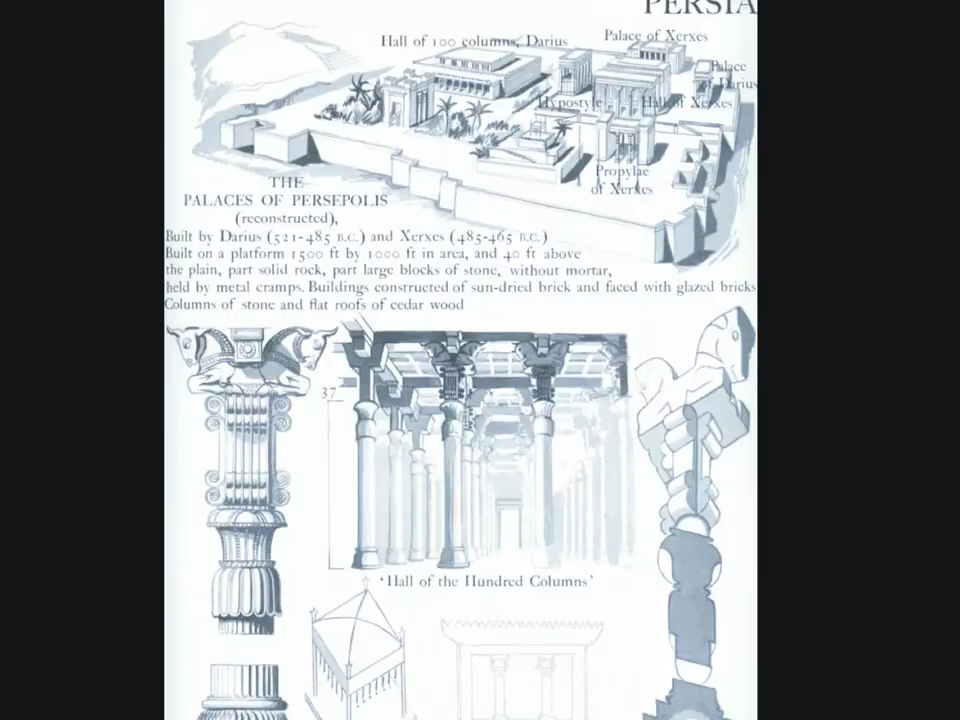 PERSIA
Hall of 100 columns, Darius
Palace of Xerxes
Palace
of Darius
Hypostyle Hall of Xerxes
Propylae
of Xerxes
THE
PALACES OF PERSEPOLIS
(reconstructed),
Built by Darius (521-485 B.C.) and Xerxes (485-465 B.C.)
Built on a platform 1500 ft by 1000 ft in area, and 40 ft above
the plain, part solid rock, part large blocks of stone, without mortar,
held by metal cramps. Buildings constructed of sun-dried brick and faced with glazed bricks
Columns of stone and flat roofs of cedar wood
37
'Hall of the Hundred Columns'